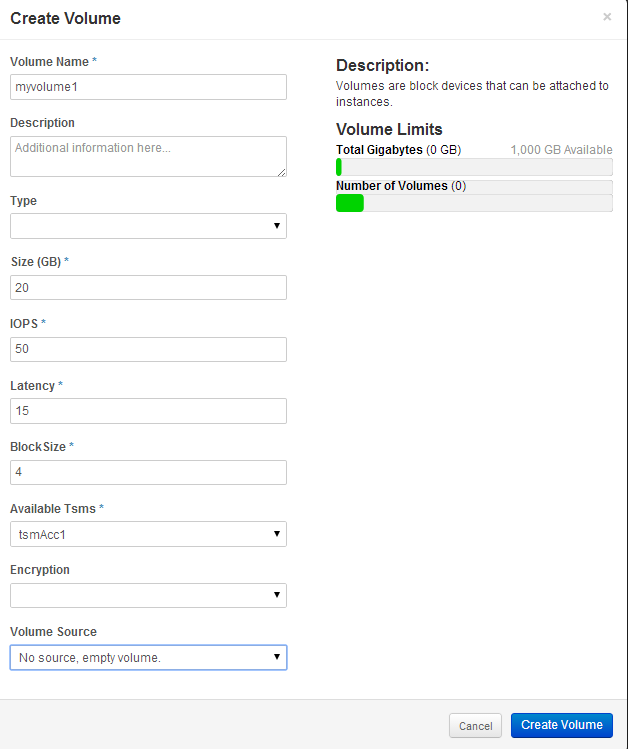 Create Volume
×
Volume Name *
myvolume1
Description
Additional information here...
Type
Size (GB) *
20
IOPS *
50
Latency *
15
BlockSize *
4
Available Tsms *
tsmAcc1
Encryption
Volume Source
No source, empty volume.
Description:
Volumes are block devices that can be attached to
instances.
Volume Limits
Total Gigabytes (0 GB) 1,000 GB Available
Number of Volumes (0)
Cancel
Create Volume